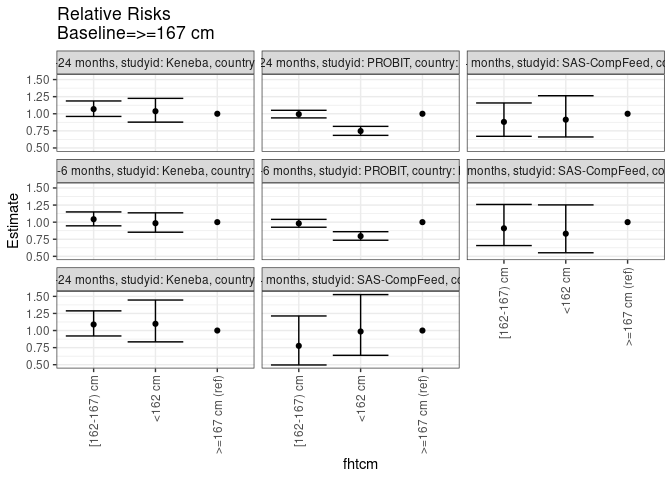 Relative Risks
Baseline=>=167 cm
24 months, studyid: Keneba, country
24 months, studyid: PROBIT, country:
months, studyid: SAS-CompFeed, co
1.50
1.25
1.00
0.75
0.50
-6 months, studyid: Keneba, country:
-6 months, studyid: PROBIT, country:
months, studyid: SAS-CompFeed, co
1.50
1.25
1.00
0.75
0.50
Estimate
-24 months, studyid: Keneba, country
months, studyid: SAS-CompFeed, co
1.50
1.25
1.00
0.75
0.50
[162-167) cm
<162 cm
>=167 cm (ref)
[162-167) cm
<162 cm
>=167 cm (ref)
[162-167) cm
<162 cm
>=167 cm (ref)
fhtcm